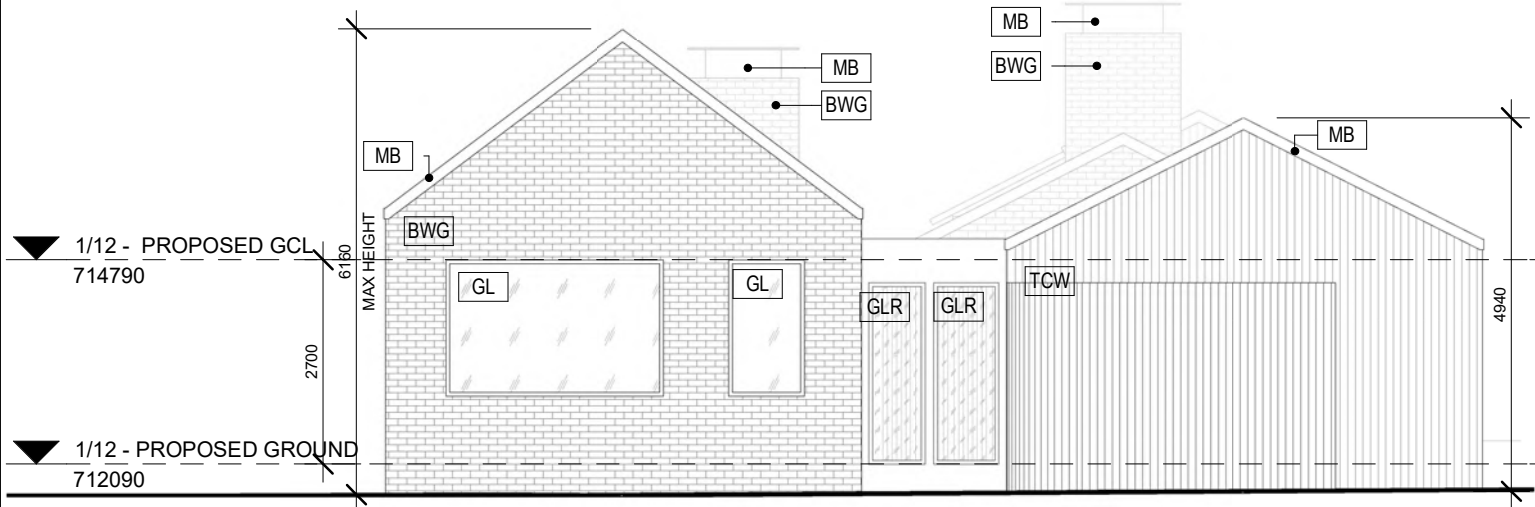 MB
BWG
MB
BWG
MB
MB
BWG
6160
MAX HEIGHT
1/12 - PROPOSED GCL
714790
GL
GL
GLR
GLR
TCW
4940
2700
1/12 - PROPOSED GROUND
712090